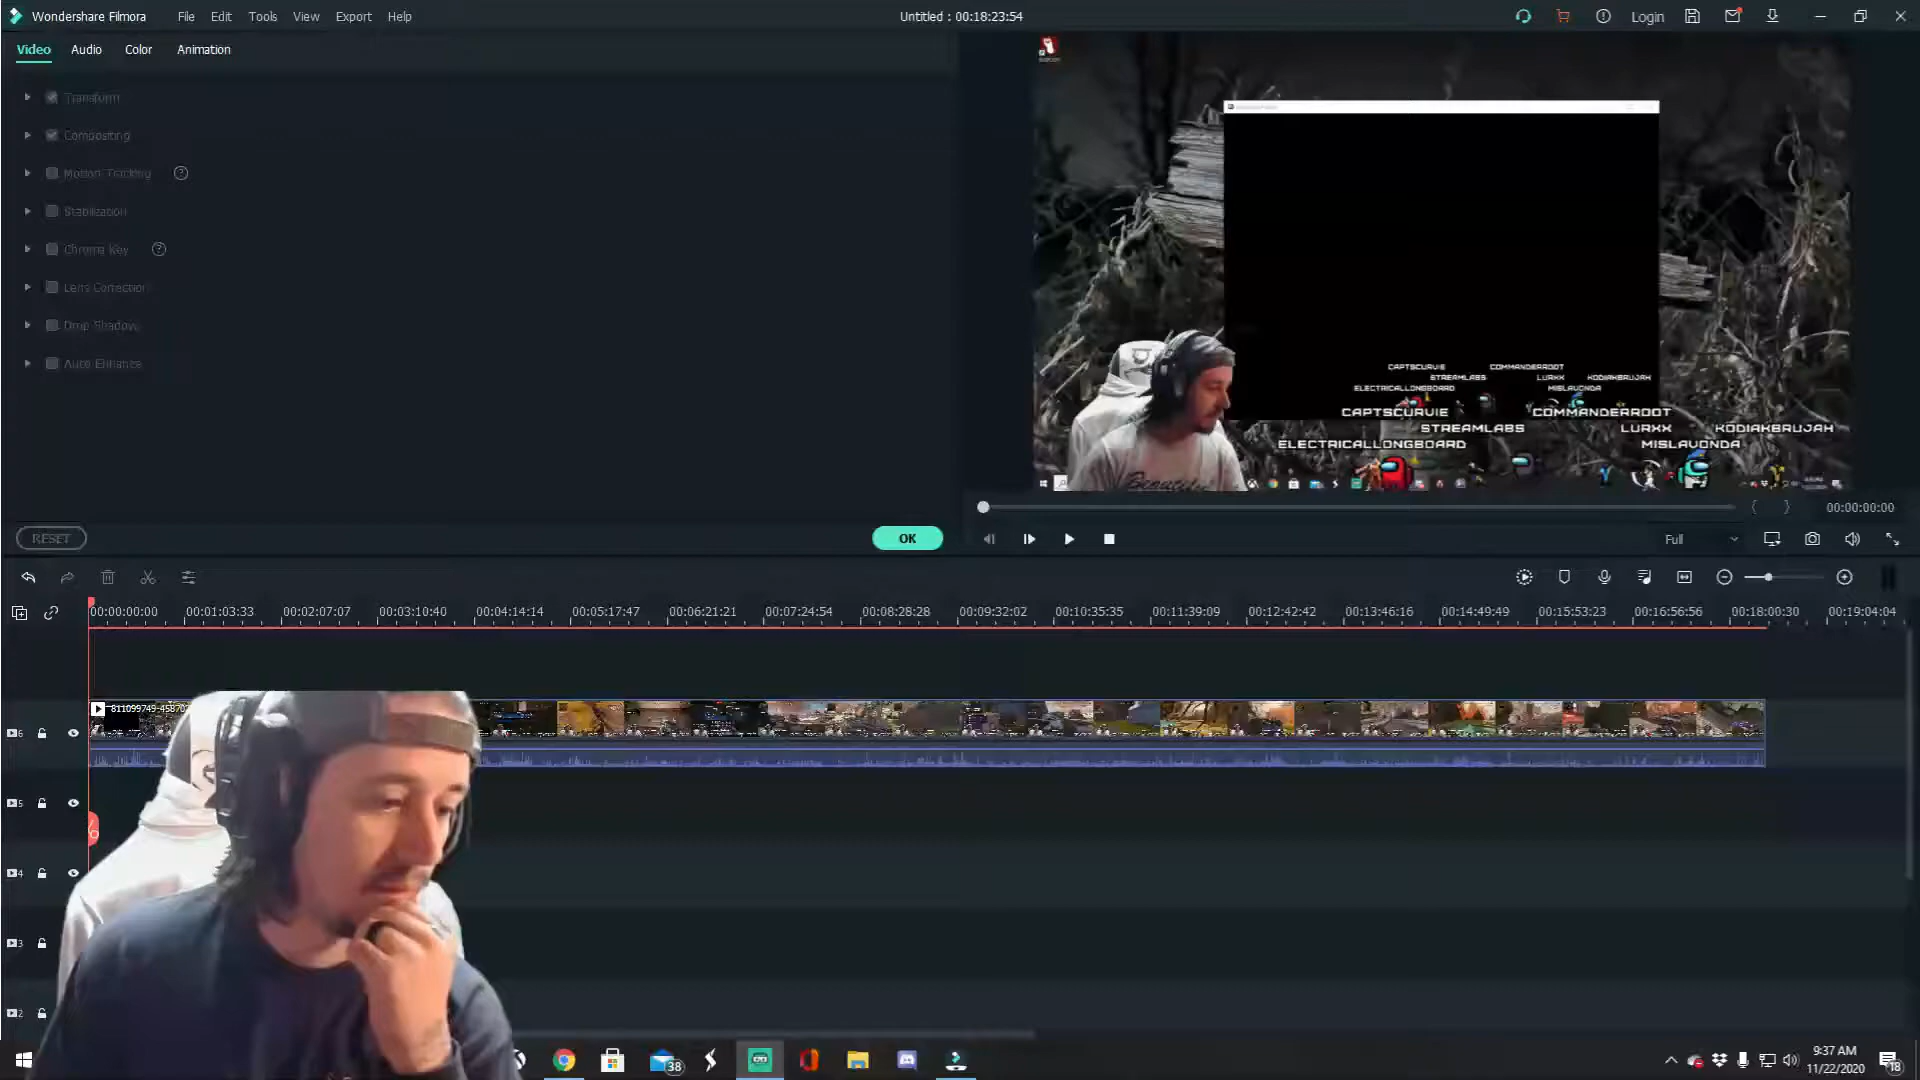 Wondershare Filmora File Edit Tools View Export Help Untitled : 00:18:23:54 Login
Video Audio Color Animation
Transform
Compositing
Motion Tracking
Stabilization
Chroma Key
Lens Correction
Drop Shadow
Auto Enhance
CAPTSCURVIE COMMANDERROOT
STREAMLABS LURXX KODIAKBRUJAH
ELECTRICALLONGBOARD MISLAVONDA
CAPTSCURVIE COMMANDERROOT
STREAMLABS LURXX KODIAKBRUJAH
ELECTRICALLONGBOARD MISLAVONDA
00:00:00:00
RESET OK Full
00:00:00:00 00:01:03:33 00:02:07:07 00:03:10:40 00:04:14:14 00:05:17:47 00:06:21:21 00:07:24:54 00:08:28:28 00:09:32:02 00:10:35:35 00:11:39:09 00:12:42:42 00:13:46:16 00:14:49:49 00:15:53:23 00:16:56:56 00:18:00:30 00:19:04:04
6
5
4
3
2
38
9:37 AM
11/22/2020
18